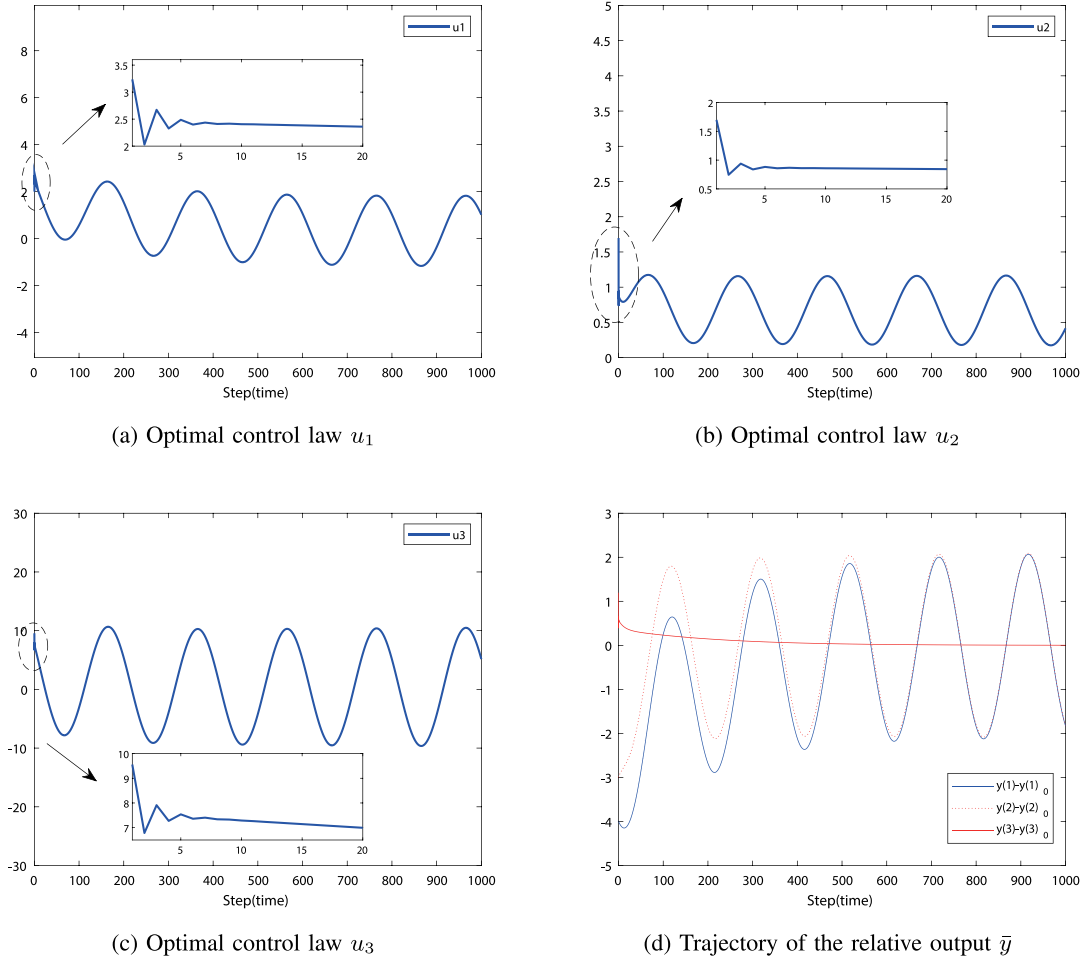 8
6
4
2
0
-2
-4
0 100 200 300 400 500 600 700 800 900 1000
Step(time)
u1
3.5
3
2.5
2
5 10 15 20
(a) Optimal control law u₁
5
4.5
4
3.5
3
2.5
2
1.5
1
0.5
0
0 100 200 300 400 500 600 700 800 900 1000
Step(time)
u2
2
1.5
1
0.5
5 10 15 20
(b) Optimal control law u₂
30
20
10
0
-10
-20
-30
0 100 200 300 400 500 600 700 800 900 1000
Step(time)
u3
10
9
8
7
5 10 15 20
(c) Optimal control law u₃
3
2
1
0
-1
-2
-3
-4
-5
0 100 200 300 400 500 600 700 800 900 1000
Step(time)
y(1)-y(1)₀
y(2)-y(2)₀
y(3)-y(3)₀
(d) Trajectory of the relative output ȳ